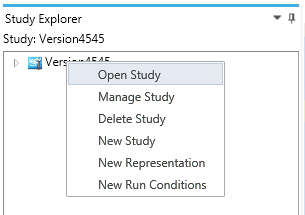 Study Explorer
Study: Version4545
Version4545
Open Study
Manage Study
Delete Study
New Study
New Representation
New Run Conditions